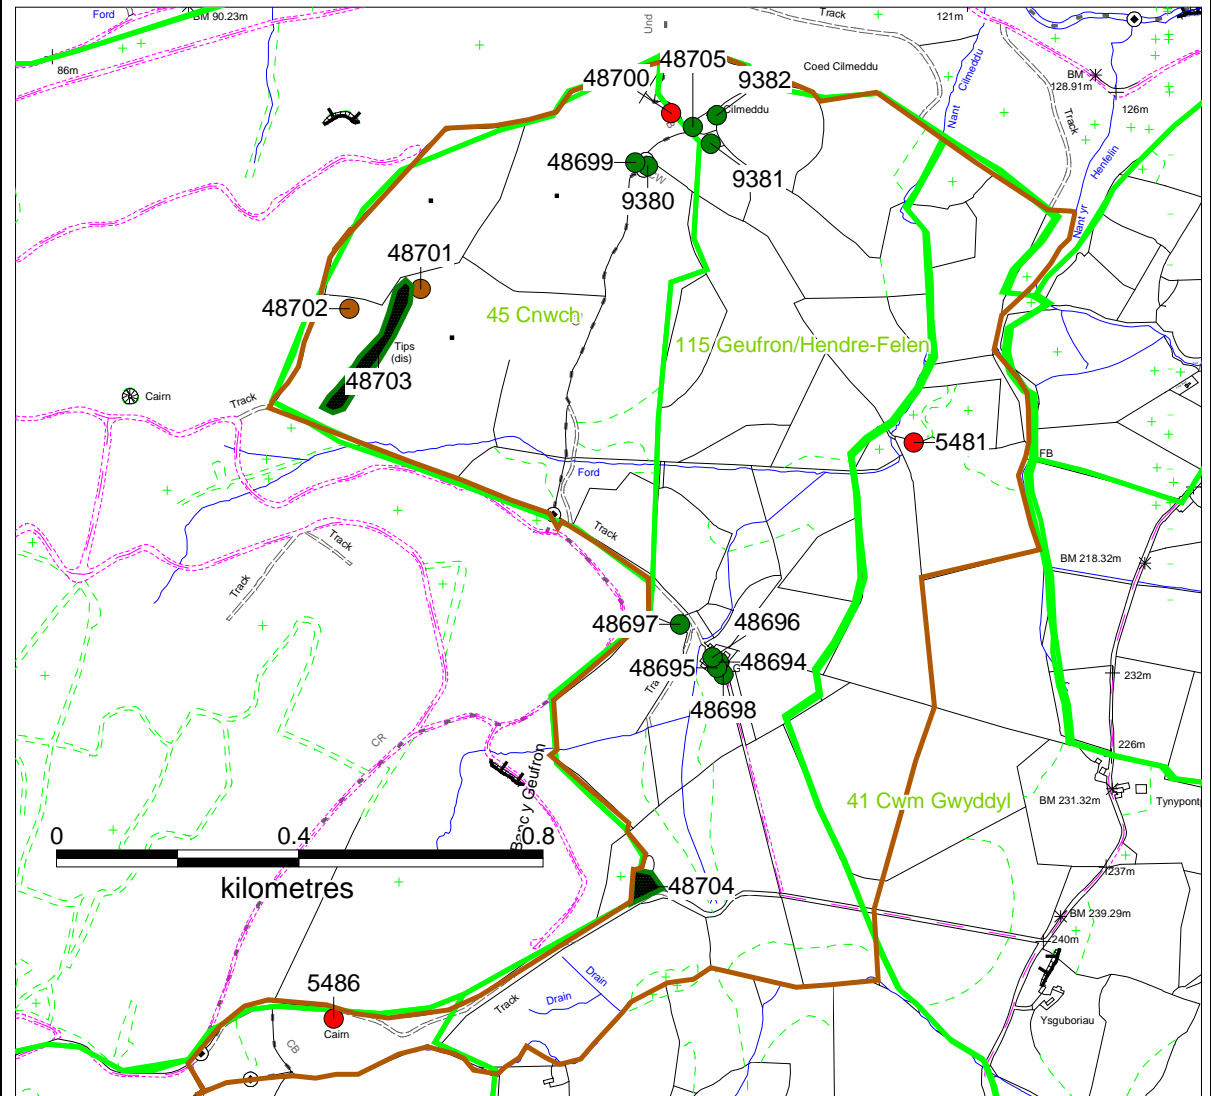 Ford
BM 90.23m
Und
Track
121m
86m
48705
48700
9382
Coed Cilmeddu
BM
128.91m
126m
Cilmeddu
Nant Cilmeddu
Track
Henfelin
48699
CW
9381
9380
Nant yr
48701
48702
45 Cnwch
115 Geufron/Hendre-Felen
Tips
(dis)
48703
Cairn
Track
5481
FB
Ford
Track
Track
BM 218.32m
Track
48697
48696
48695
48694
G
232m
48698
CR
226m
Banc y Geufron
BM 231.32m
41 Cwm Gwyddyl
Tynypont
0
0.4
0.8
kilometres
237m
48704
BM 239.29m
240m
Drain
5486
Track
Drain
Cairn
Ysguboriau
CB